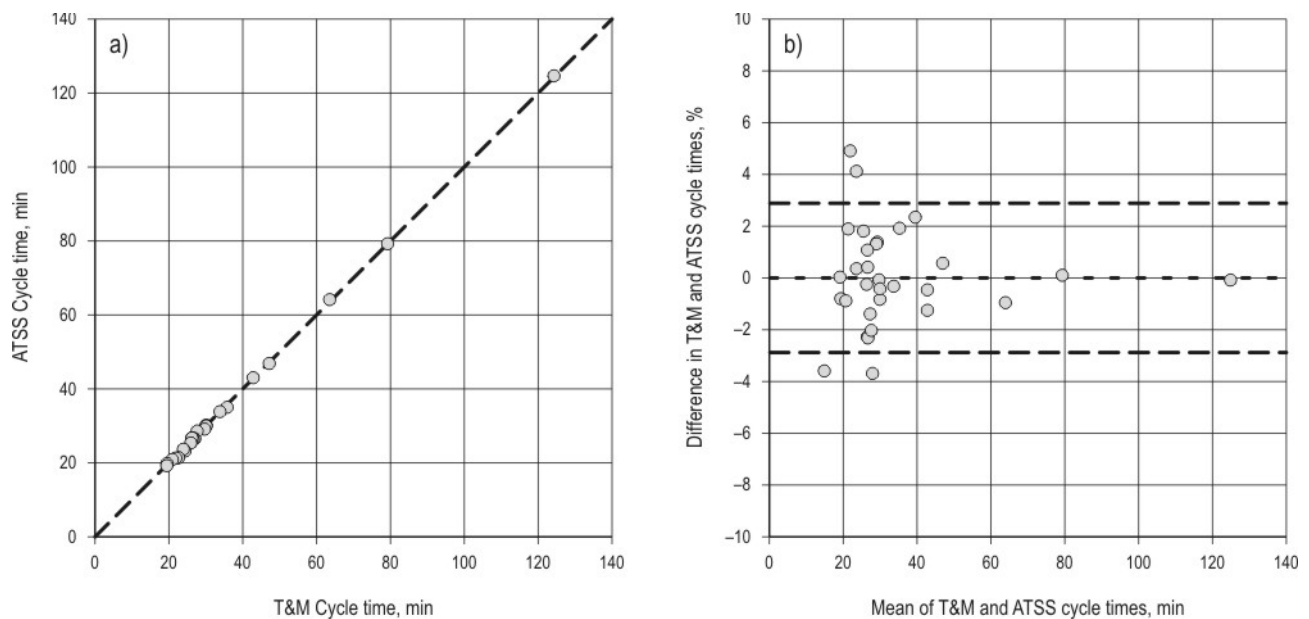 a)
140
120
100
80
60
40
20
0
ATSS Cycle time, min
0 20 40 60 80 100 120 140
T&M Cycle time, min
b)
10
8
6
4
2
0
–2
–4
–6
–8
–10
Difference in T&M and ATSS cycle times, %
0 20 40 60 80 100 120 140
Mean of T&M and ATSS cycle times, min